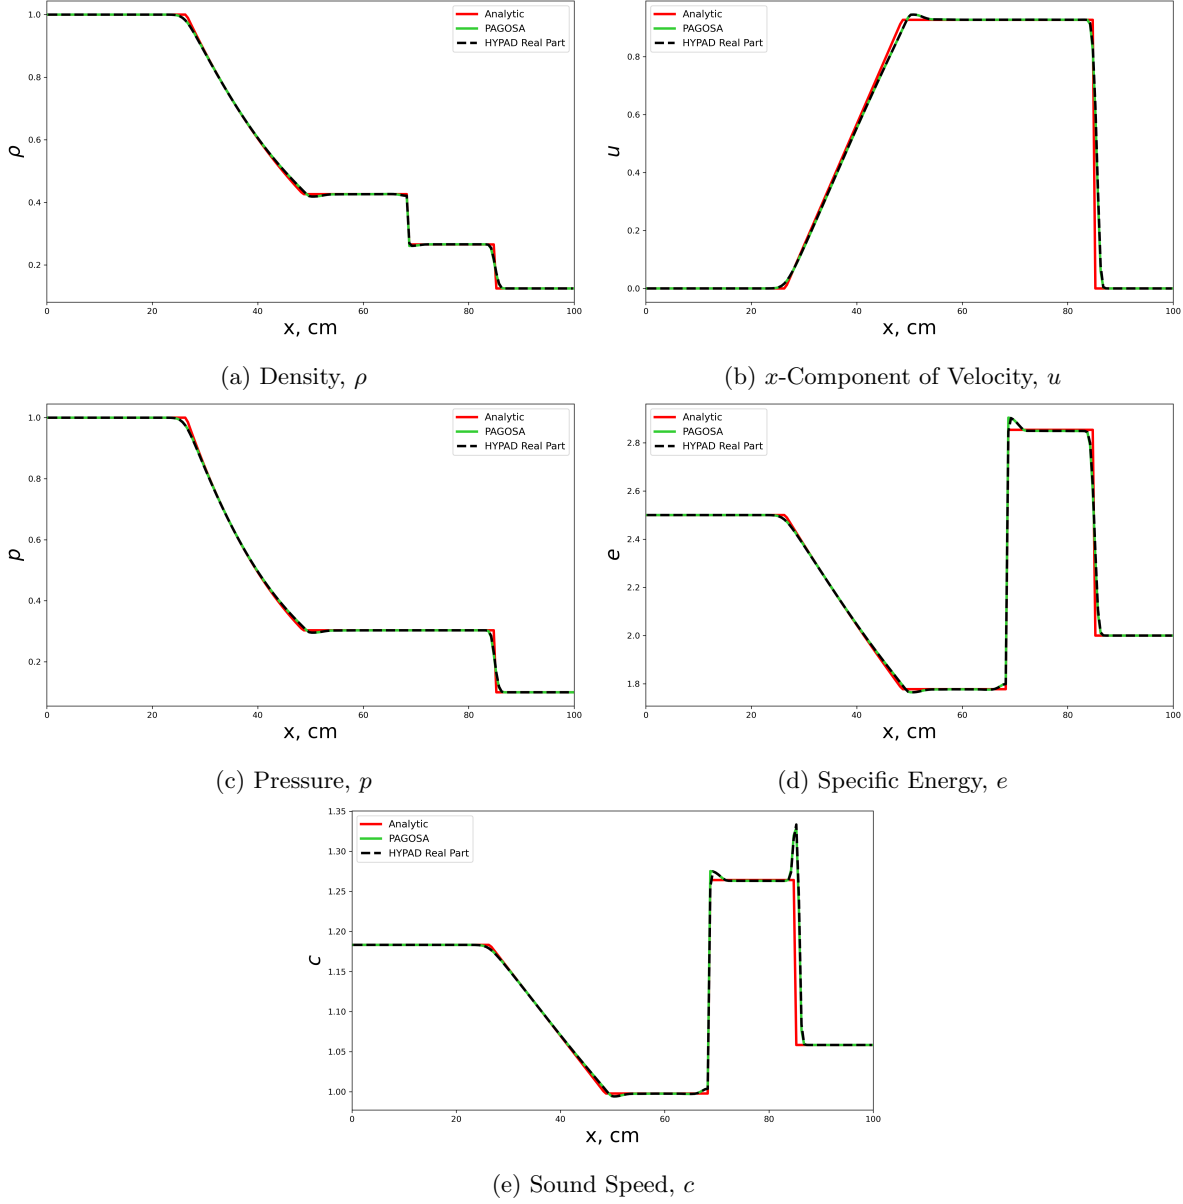 1.0
0.8
0.6
0.4
0.2
ρ
0
20
40
60
80
100
x, cm
Analytic
PAGOSA
HYPAD Real Part
(a) Density, ρ
0.8
0.6
0.4
0.2
0.0
u
0
20
40
60
80
100
x, cm
Analytic
PAGOSA
HYPAD Real Part
(b) x-Component of Velocity, u
1.0
0.8
0.6
0.4
0.2
p
0
20
40
60
80
100
x, cm
Analytic
PAGOSA
HYPAD Real Part
(c) Pressure, p
2.8
2.6
2.4
2.2
2.0
1.8
e
0
20
40
60
80
100
x, cm
Analytic
PAGOSA
HYPAD Real Part
(d) Specific Energy, e
1.35
1.30
1.25
1.20
1.15
1.10
1.05
1.00
c
0
20
40
60
80
100
x, cm
Analytic
PAGOSA
HYPAD Real Part
(e) Sound Speed, c